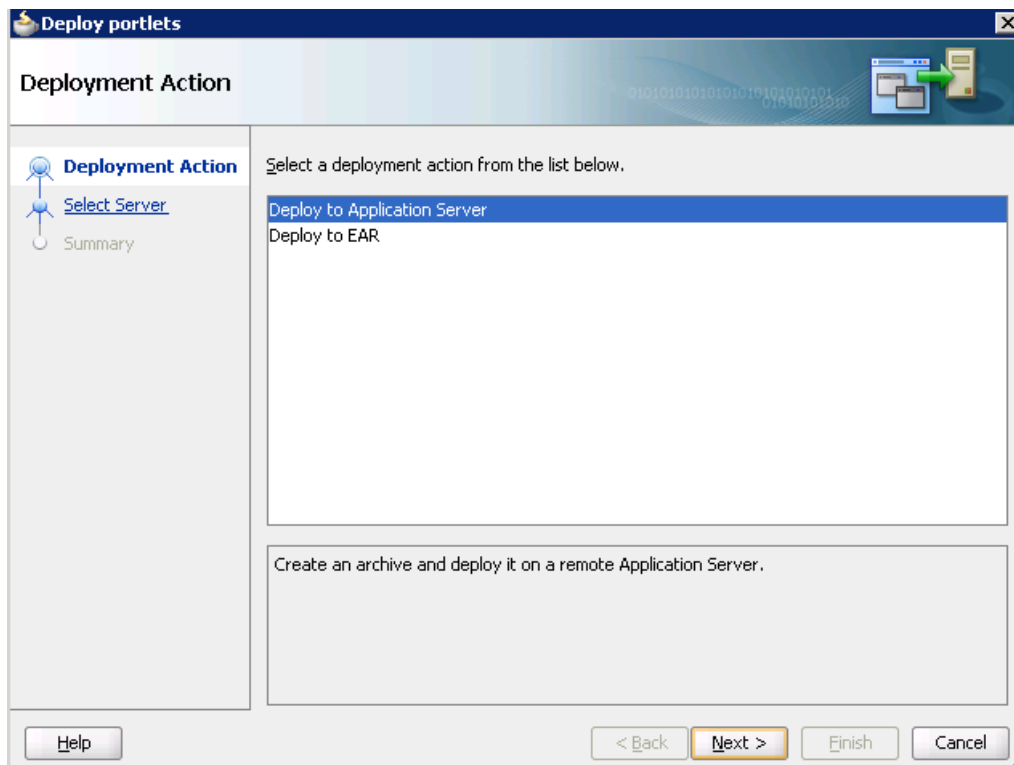 Deploy portlets
Deployment Action
Deployment Action
Select Server
Summary
Select a deployment action from the list below.
Deploy to Application Server
Deploy to EAR
Create an archive and deploy it on a remote Application Server.
Help
< Back
Next >
Finish
Cancel